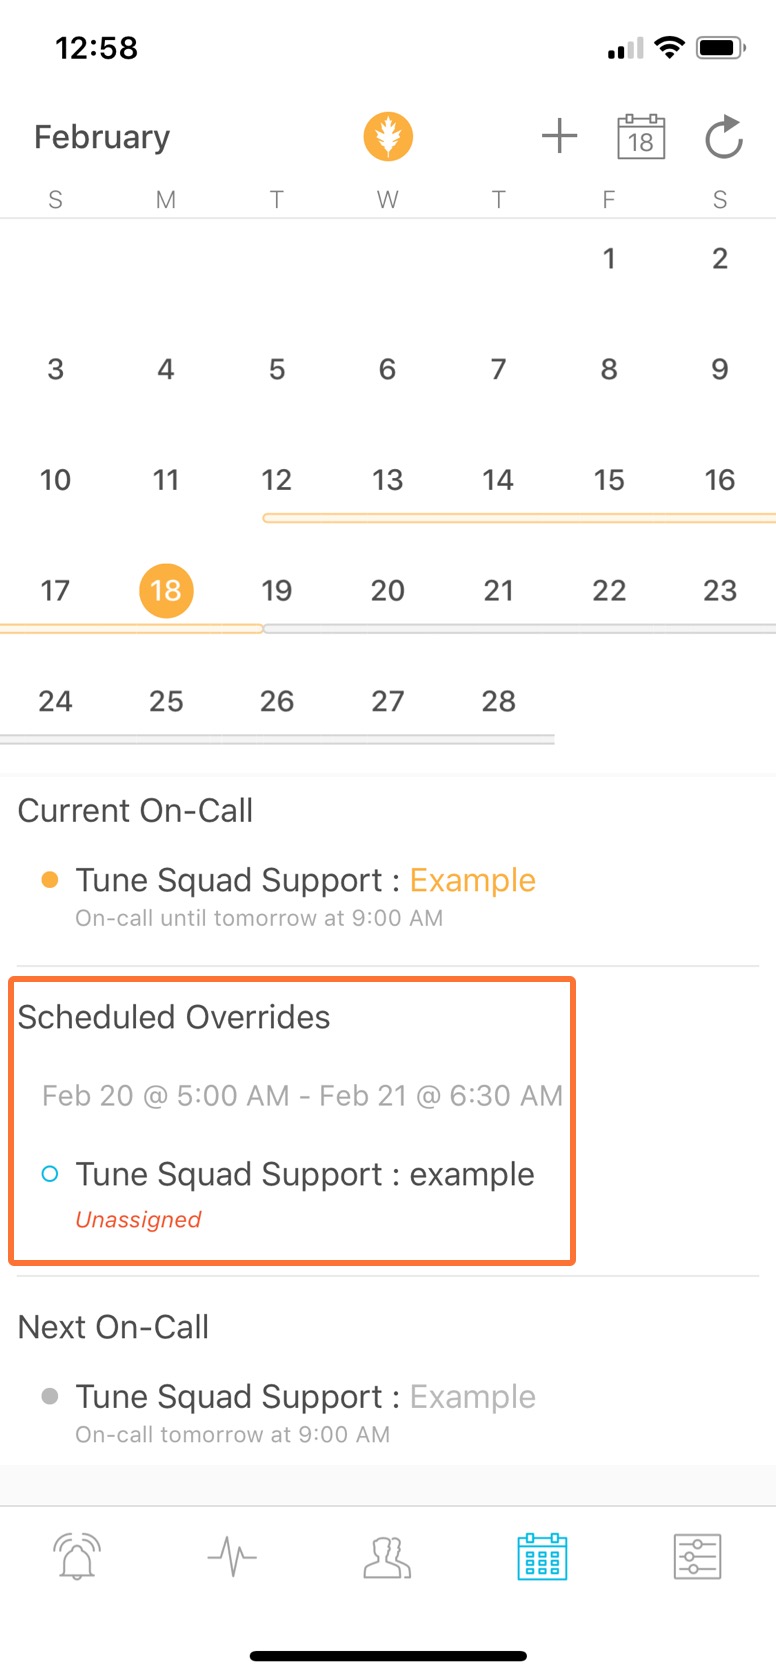 12:58
February
18
S M T W T F S
1 2
3 4 5 6 7 8 9
10 11 12 13 14 15 16
17 18 19 20 21 22 23
24 25 26 27 28
Current On-Call
Tune Squad Support : Example
On-call until tomorrow at 9:00 AM
Scheduled Overrides
Feb 20 @ 5:00 AM - Feb 21 @ 6:30 AM
Tune Squad Support : example
Unassigned
Next On-Call
Tune Squad Support : Example
On-call tomorrow at 9:00 AM